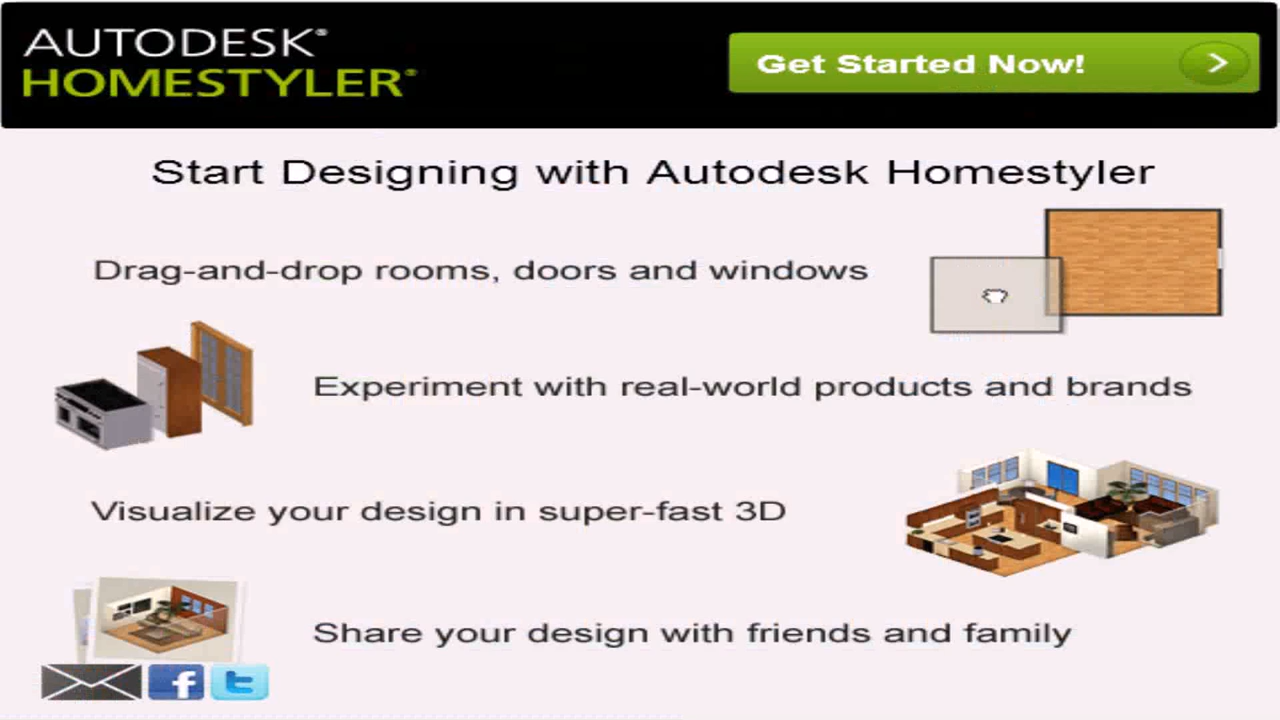 AUTODESK®
HOMESTYLER®
Get Started Now!
Start Designing with Autodesk Homestyler
Drag-and-drop rooms, doors and windows
Experiment with real-world products and brands
Visualize your design in super-fast 3D
Share your design with friends and family